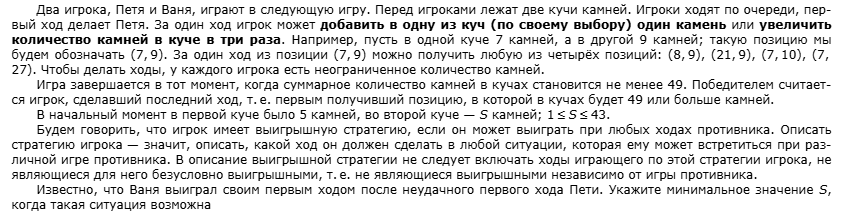 Два игрока, Петя и Ваня, играют в следующую игру. Перед игроками лежат две кучи камней. Игроки ходят по очереди, пер-
вый ход делает Петя. За один ход игрок может добавить в одну из куч (по своему выбору) один камень или увеличить
количество камней в куче в три раза. Например, пусть в одной куче 7 камней, а в другой 9 камней; такую позицию мы
будем обозначать (7, 9). За один ход из позиции (7, 9) можно получить любую из четырёх позиций: (8, 9), (21, 9), (7, 10), (7,
27). Чтобы делать ходы, у каждого игрока есть неограниченное количество камней.
Игра завершается в тот момент, когда суммарное количество камней в кучах становится не менее 49. Победителем считает-
ся игрок, сделавший последний ход, т. е. первым получивший позицию, в которой в кучах будет 49 или больше камней.
В начальный момент в первой куче было 5 камней, во второй куче — S камней; 1 ≤ S ≤ 43.
Будем говорить, что игрок имеет выигрышную стратегию, если он может выиграть при любых ходах противника. Описать
стратегию игрока — значит, описать, какой ход он должен сделать в любой ситуации, которая ему может встретиться при раз-
личной игре противника. В описание выигрышной стратегии не следует включать ходы играющего по этой стратегии игрока, не
являющиеся для него безусловно выигрышными, т. е. не являющиеся выигрышными независимо от игры противника.
Известно, что Ваня выиграл своим первым ходом после неудачного первого хода Пети. Укажите минимальное значение S,
когда такая ситуация возможна